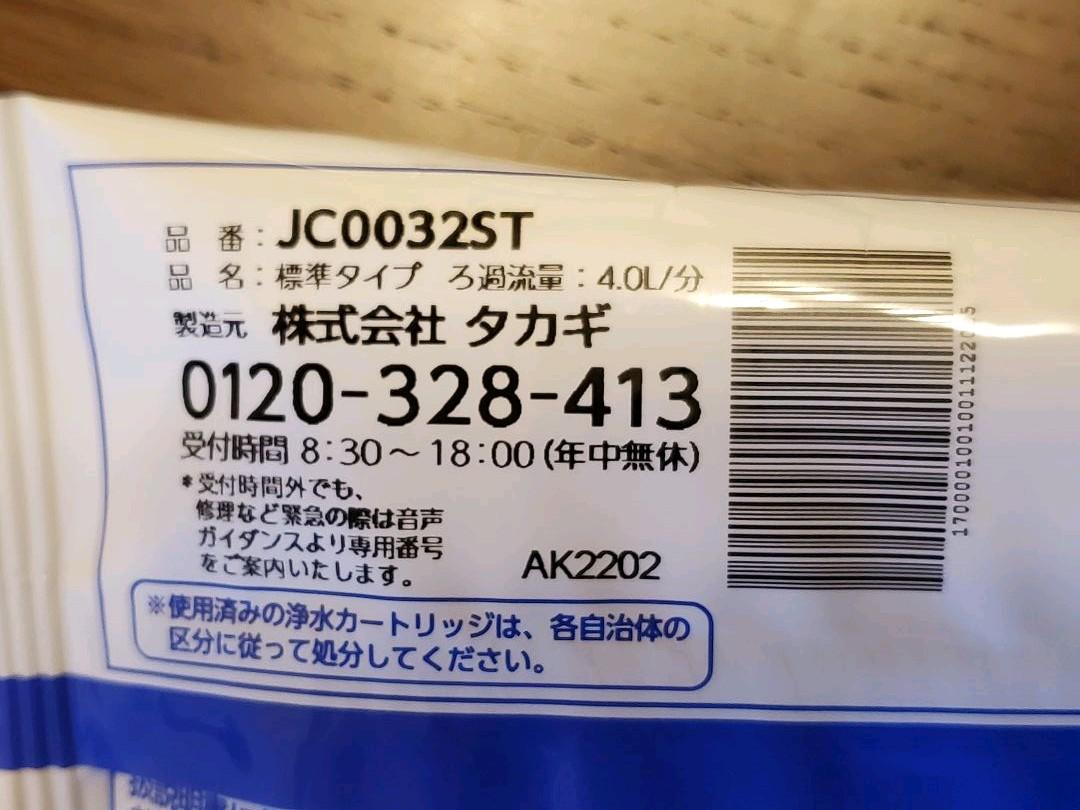 品 番：JC0032ST
品 名：標準タイプ ろ過流量：4.0L/分
製造元 株式会社 タカギ
0120-328-413
受付時間 8:30～18:00(年中無休)
*受付時間外でも、
修理など緊急の際は音声
ガイダンスより専用番号
をご案内いたします。
AK2202
※使用済みの浄水カートリッジは、各自治体の
区分に従って処分してください。